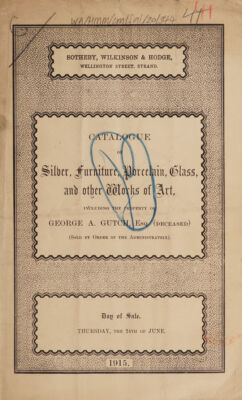 SOTHEBY, WILKINSON & HODGE,
WELLINGTON STREET, STRAND.
CATALOGUE
OF
Silver, Furniture, Porcelain, Glass,
and other Works of Art,
INCLUDING THE PROPERTY OF
GEORGE A. GUTCH, Esq. (DECEASED)
(SOLD BY ORDER OF THE ADMINISTRATRIX).
Day of Sale.
THURSDAY, THE 24TH OF JUNE.
1915.